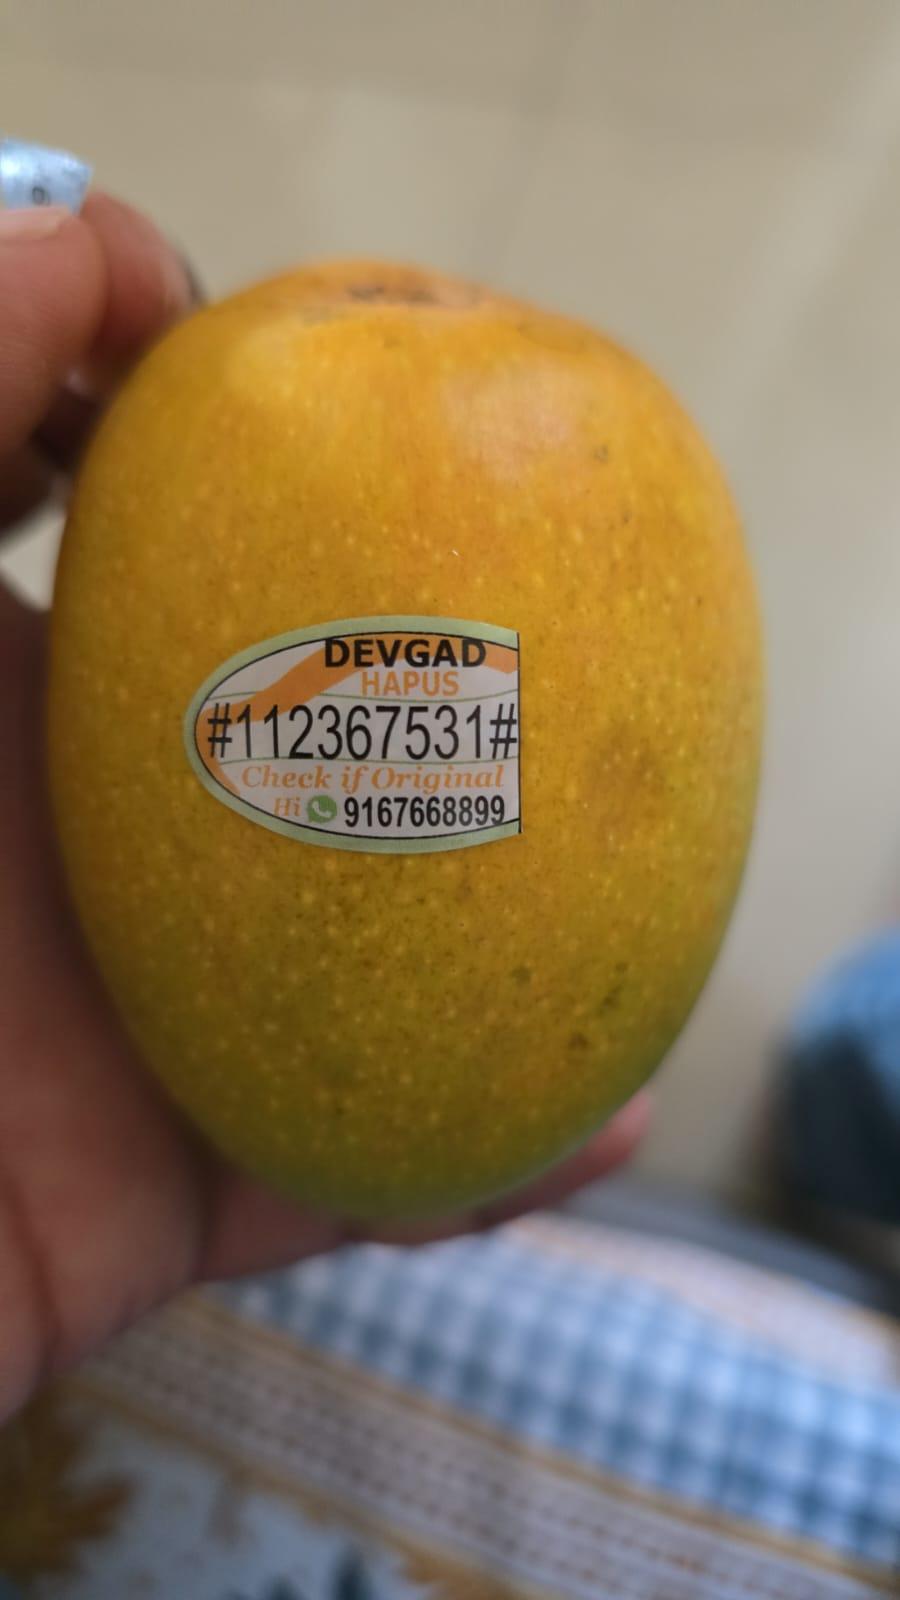 DEVGAD
HAPUS
#112367531#
Check if Original
Hi 9167668899